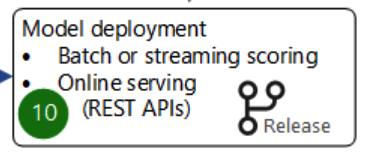 Model deployment
• Batch or streaming scoring
• Online serving
10 (REST APIs)
Release